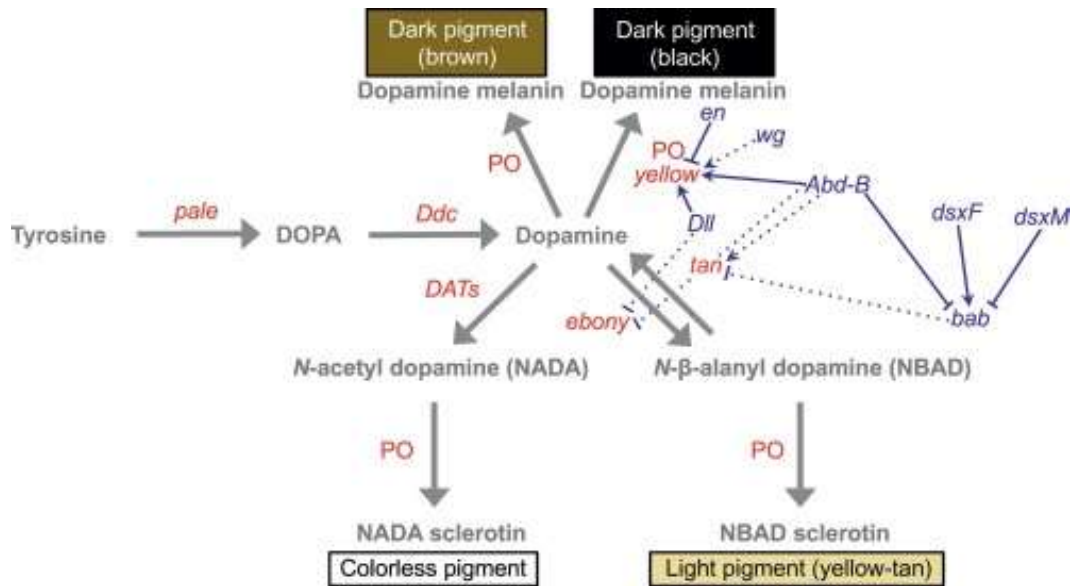 Dark pigment
(brown)
Dark pigment
(black)
Dopamine melanin
Dopamine melanin
en
wg
PO
PO
yellow
Abd-B
pale
Ddc
dsxF
dsxM
Tyrosine
DOPA
Dopamine
Dll
tan
DATs
ebony
bab
N-acetyl dopamine (NADA)
N-β-alanyl dopamine (NBAD)
PO
PO
NADA sclerotin
NBAD sclerotin
Colorless pigment
Light pigment (yellow-tan)